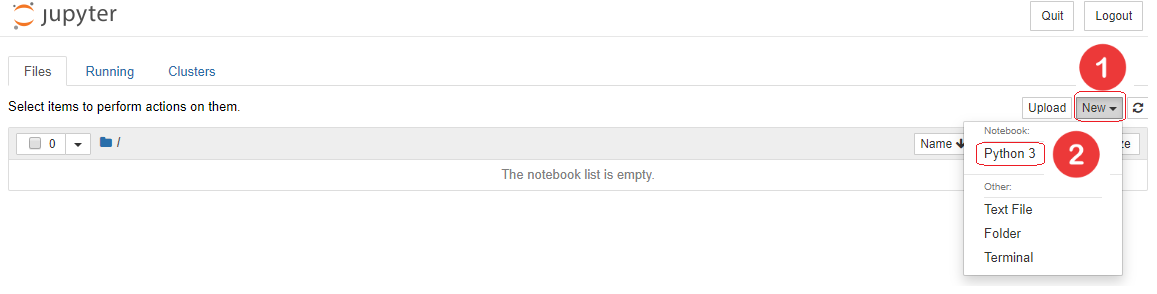 jupyter
Quit Logout
Files Running Clusters
1
Select items to perform actions on them.
Upload New
0 /
Name
ze
Notebook:
Python 3
2
The notebook list is empty.
Other:
Text File
Folder
Terminal